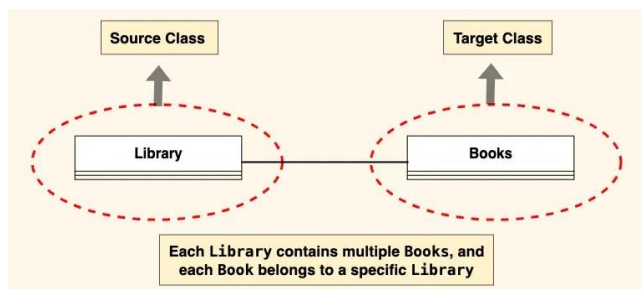 Source Class
Target Class
Library
Books
Each Library contains multiple Books, and
each Book belongs to a specific Library